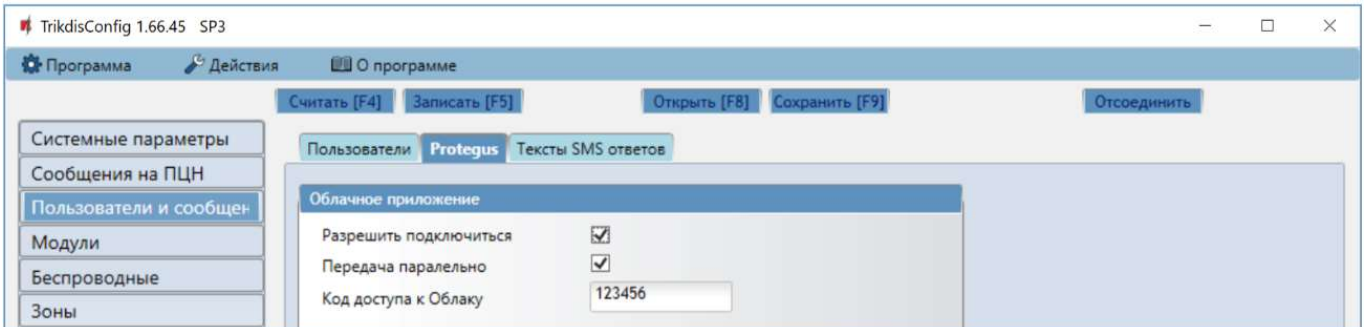 TrikdisConfig 1.66.45 SP3
Программа Действия О программе
Считать [F4] Записать [F5] Открыть [F8] Сохранить [F9] Отсоединить
Системные параметры
Сообщения на ПЦН
Пользователи и сообщен
Модули
Беспроводные
Зоны
Пользователи Protegus Тексты SMS ответов
Облачное приложение
Разрешить подключиться
Передача паралельно
Код доступа к Облаку 123456